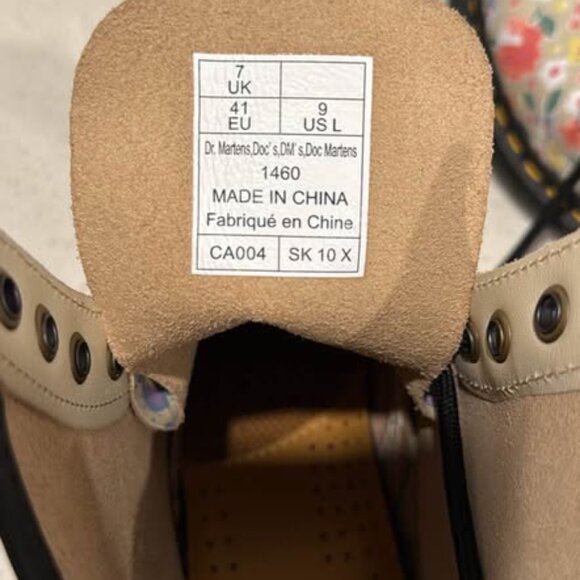 7
UK
41 9
EU US L
Dr. Martens,Doc's,DM's,Doc Martens
1460
MADE IN CHINA
Fabriqué en Chine
CA004 SK 10 X